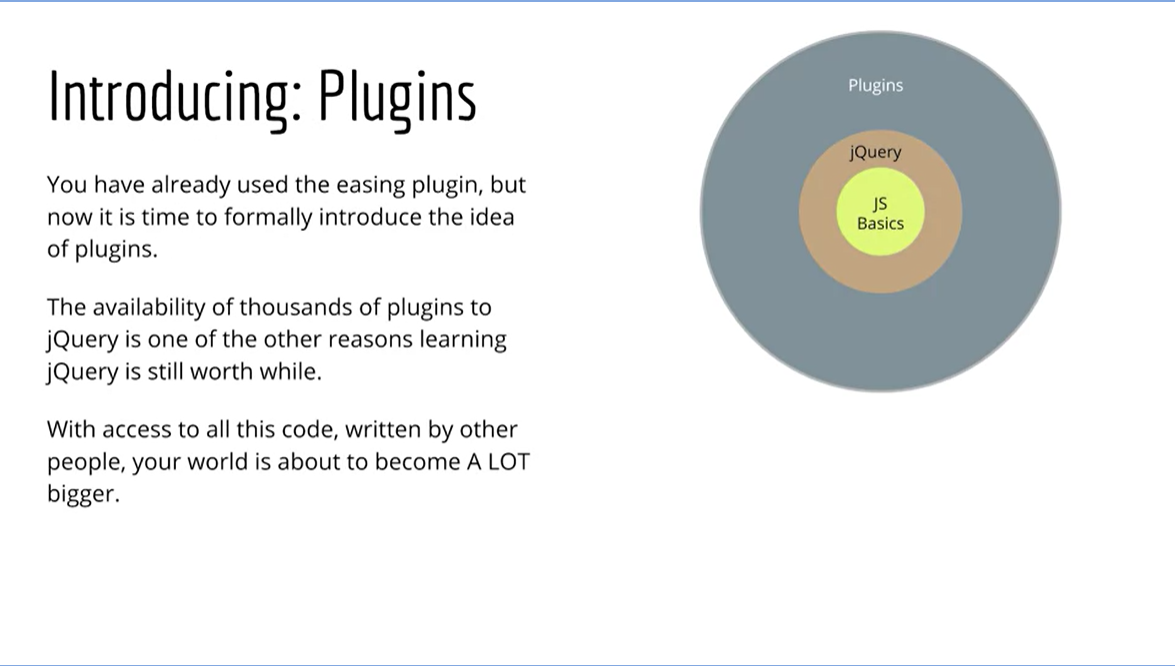 Introducing: Plugins
You have already used the easing plugin, but
now it is time to formally introduce the idea
of plugins.
The availability of thousands of plugins to
jQuery is one of the other reasons learning
jQuery is still worth while.
With access to all this code, written by other
people, your world is about to become A LOT
bigger.
Plugins
jQuery
JS
Basics